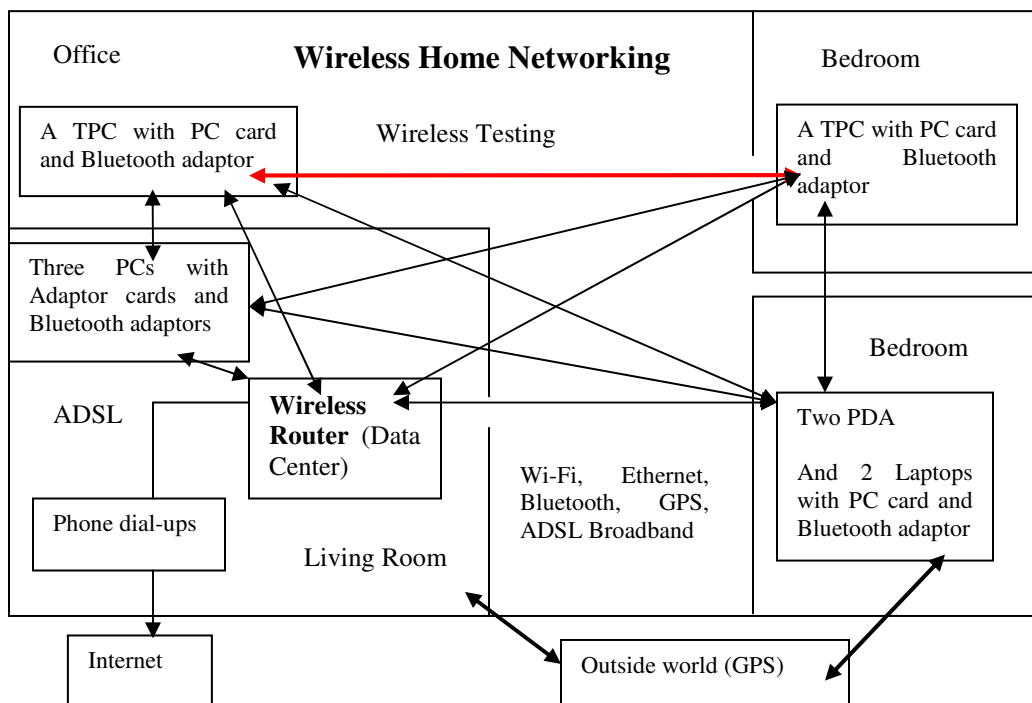 Office
Wireless Home Networking
Bedroom
A TPC with PC card
and Bluetooth adaptor
Wireless Testing
A TPC with PC card
and Bluetooth
adaptor
Three PCs with
Adaptor cards and
Bluetooth adaptors
Bedroom
ADSL
Wireless
Router (Data
Center)
Two PDA
And 2 Laptops
with PC card and
Bluetooth adaptor
Wi-Fi, Ethernet,
Bluetooth, GPS,
ADSL Broadband
Phone dial-ups
Living Room
Internet
Outside world (GPS)